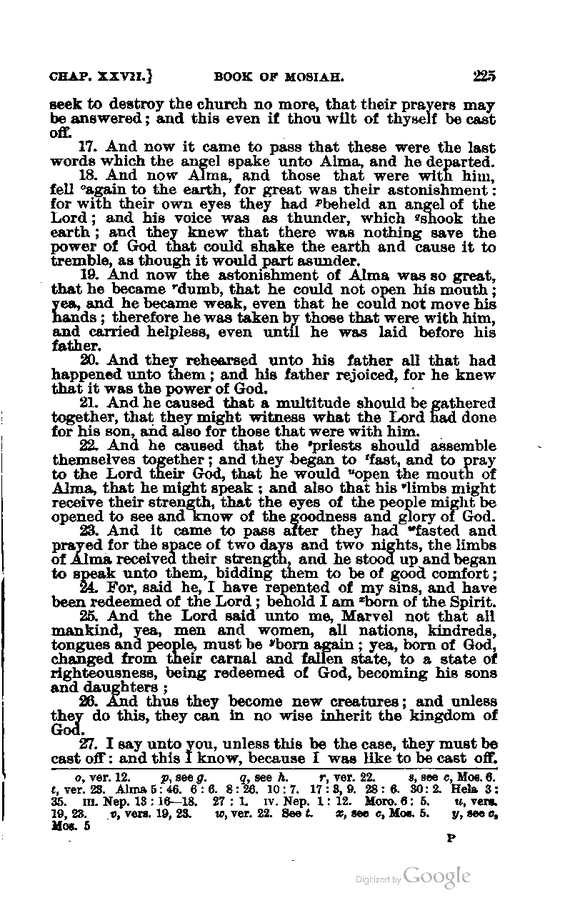 CHAP. XXVII.} BOOK OF MOSIAH. 225
seek to destroy the church no more, that their prayers may
be answered; and this even if thou wilt of thyself be cast
off.
17. And now it came to pass that these were the last
words which the angel spake unto Alma, and he departed.
18. And now Alma, and those that were with him,
fell ᵒagain to the earth, for great was their astonishment:
for with their own eyes they had ᵖbeheld an angel of the
Lord; and his voice was as thunder, which ᑫshook the
earth; and they knew that there was nothing save the
power of God that could shake the earth and cause it to
tremble, as though it would part asunder.
19. And now the astonishment of Alma was so great,
that he became ʳdumb, that he could not open his mouth;
yea, and he became weak, even that he could not move his
hands; therefore he was taken by those that were with him,
and carried helpless, even until he was laid before his
father.
20. And they rehearsed unto his father all that had
happened unto them; and his father rejoiced, for he knew
that it was the power of God.
21. And he caused that a multitude should be gathered
together, that they might witness what the Lord had done
for his son, and also for those that were with him.
22. And he caused that the ˢpriests should assemble
themselves together; and they began to ᵗfast, and to pray
to the Lord their God, that he would ᵘopen the mouth of
Alma, that he might speak; and also that his ᵛlimbs might
receive their strength, that the eyes of the people might be
opened to see and know of the goodness and glory of God.
23. And it came to pass after they had ʷfasted and
prayed for the space of two days and two nights, the limbs
of Alma received their strength, and he stood up and began
to speak unto them, bidding them to be of good comfort;
24. For, said he, I have repented of my sins, and have
been redeemed of the Lord; behold I am ˣborn of the Spirit.
25. And the Lord said unto me, Marvel not that all
mankind, yea, men and women, all nations, kindreds,
tongues and people, must be ʸborn again; yea, born of God,
changed from their carnal and fallen state, to a state of
righteousness, being redeemed of God, becoming his sons
and daughters;
26. And thus they become new creatures; and unless
they do this, they can in no wise inherit the kingdom of
God.
27. I say unto you, unless this be the case, they must be
cast off: and this I know, because I was like to be cast off.
o, ver. 12. p, see g. q, see h. r, ver. 22. s, see c, Mos. 6.
t, ver. 23. Alma 5:46. 6:6. 8:26. 10:7. 17:3, 9. 28:6. 30:2. Hela 3:
35. III. Nep. 13:16—18. 27:1. IV. Nep. 1:12. Moro. 6:5. u, vers.
19, 23. v, vers. 19, 23. w, ver. 22. See t. x, see c, Mos. 5. y, see c,
Mos. 5
P
Digitized by Google